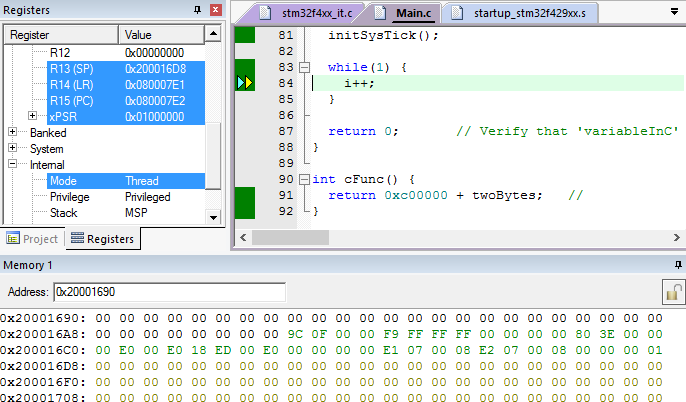 Registers
Register Value
R12 0x00000000
R13 (SP) 0x200016D8
R14 (LR) 0x080007E1
R15 (PC) 0x080007E2
xPSR 0x01000000
Banked
System
Internal
Mode Thread
Privilege Privileged
Stack MSP
Project Registers
stm32f4xx_it.c Main.c startup_stm32f429xx.s
81 initSysTick();
82
83 while(1) {
84 i++;
85 }
86
87 return 0; // Verify that 'variableInC'
88 }
89
90 int cFunc() {
91 return 0xc00000 + twoBytes; //
92 }
Memory 1
Address: 0x20001690
0x20001690: 00 00 00 00 00 00 00 00 00 00 00 00 00 00 00 00 00 00 00 00 00 00 00 00
0x200016A8: 00 00 00 00 00 00 00 00 9C 0F 00 00 F9 FF FF FF 00 00 00 00 80 3E 00 00
0x200016C0: 00 E0 00 E0 18 ED 00 E0 00 00 00 00 E1 07 00 08 E2 07 00 08 00 00 00 01
0x200016D8: 00 00 00 00 00 00 00 00 00 00 00 00 00 00 00 00 00 00 00 00 00 00 00 00
0x200016F0: 00 00 00 00 00 00 00 00 00 00 00 00 00 00 00 00 00 00 00 00 00 00 00 00
0x20001708: 00 00 00 00 00 00 00 00 00 00 00 00 00 00 00 00 00 00 00 00 00 00 00 00